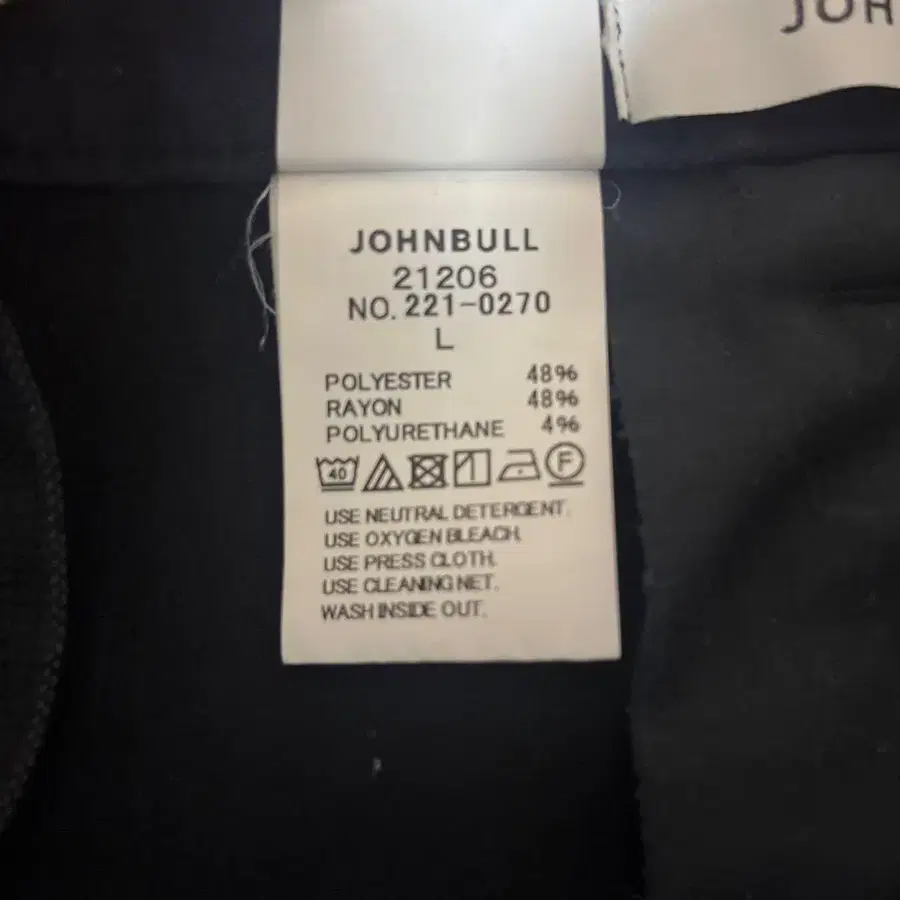 JOH
JOHNBULL
21206
NO. 221-0270
L
POLYESTER 48%
RAYON 48%
POLYURETHANE 4%
40 F
USE NEUTRAL DETERGENT.
USE OXYGEN BLEACH.
USE PRESS CLOTH.
USE CLEANING NET.
WASH INSIDE OUT.